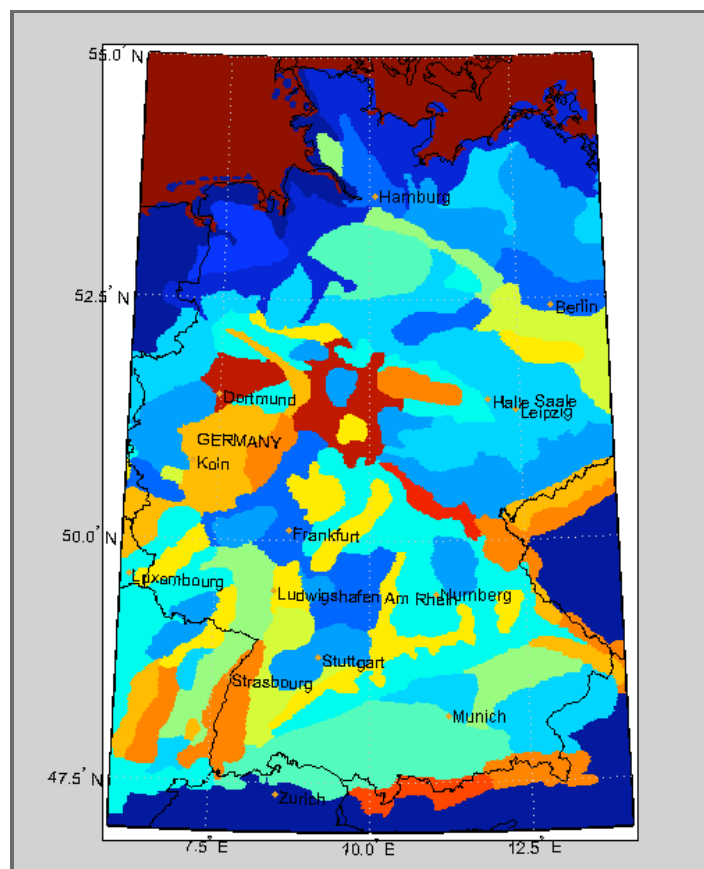 55.0° N
Hamburg
52.5° N
Berlin
Dortmund
Halle Saale
Leipzig
GERMANY
Koln
50.0° N
Frankfurt
Luxembourg
Ludwigshafen Am Rhein
Nurnberg
Stuttgart
Strasbourg
Munich
47.5° N
Zurich
7.5° E
10.0° E
12.5° E